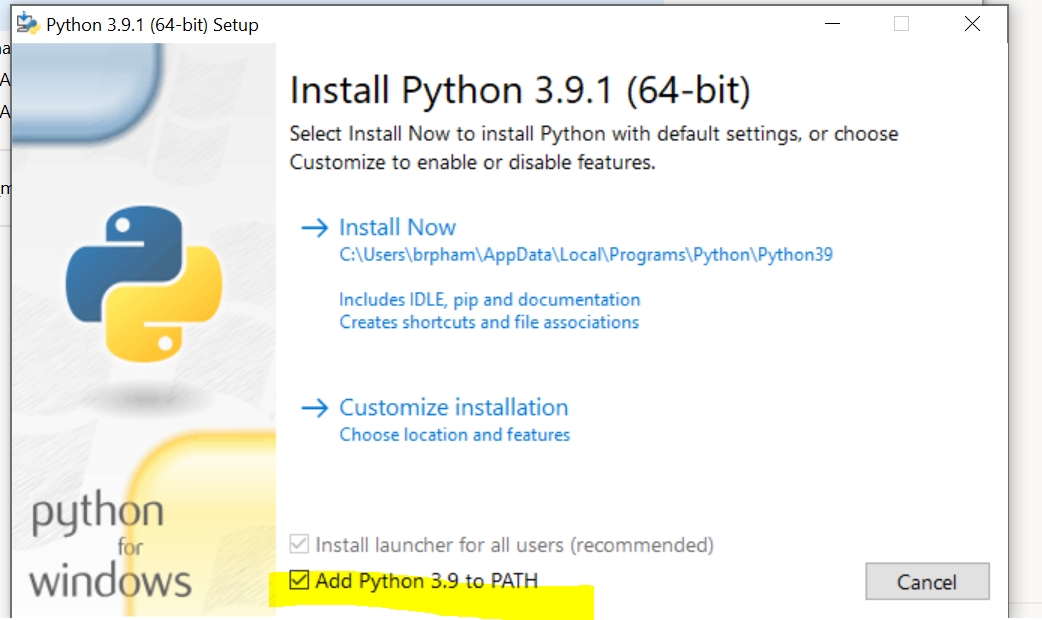 Python 3.9.1 (64-bit) Setup
Install Python 3.9.1 (64-bit)
Select Install Now to install Python with default settings, or choose
Customize to enable or disable features.
Install Now
C:\Users\brpham\AppData\Local\Programs\Python\Python39
Includes IDLE, pip and documentation
Creates shortcuts and file associations
Customize installation
Choose location and features
python
for
windows
Install launcher for all users (recommended)
Add Python 3.9 to PATH
Cancel